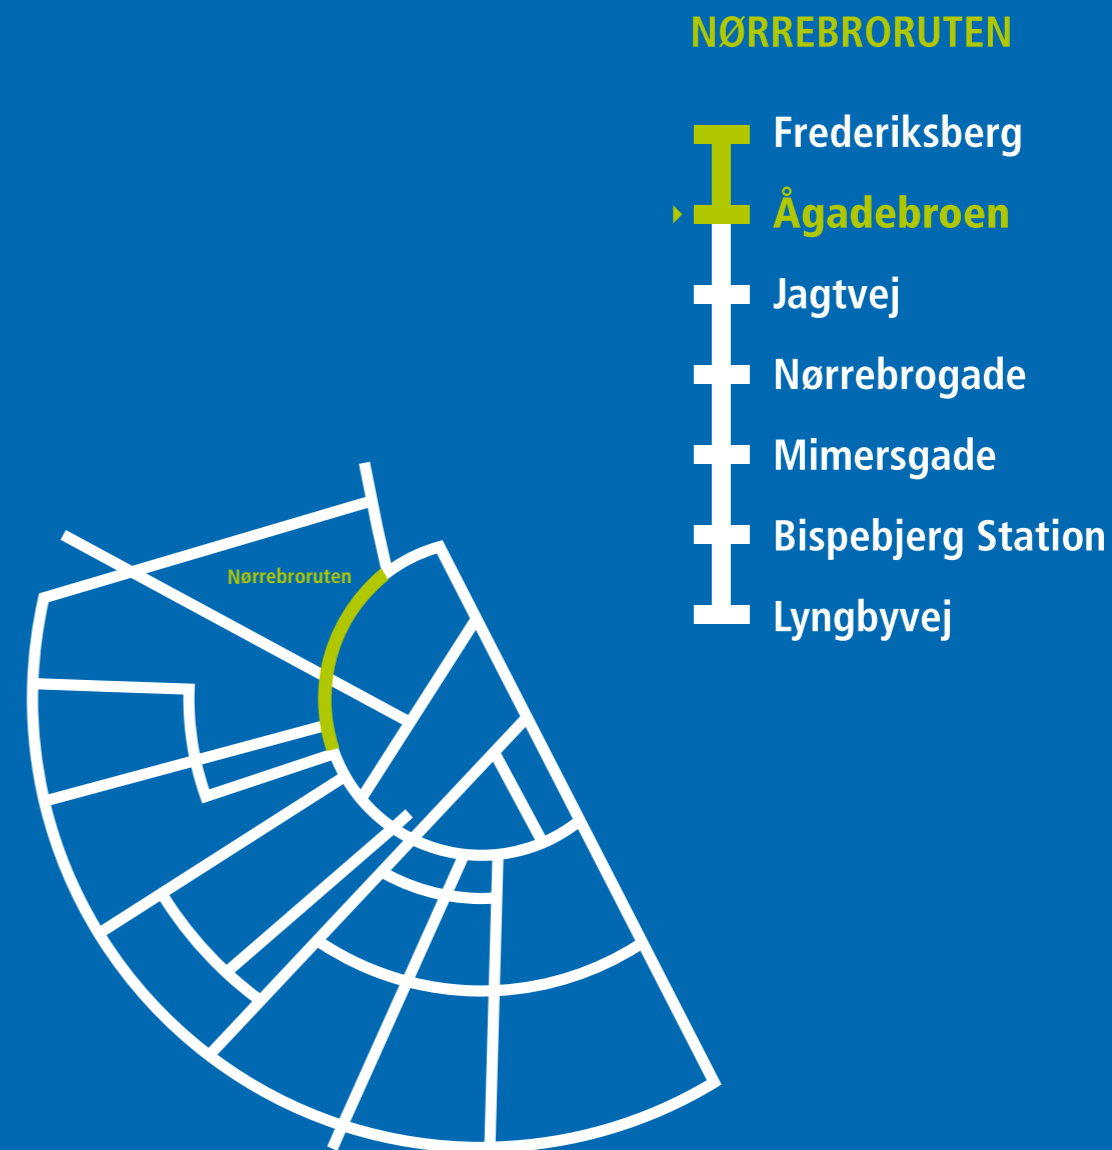 NØRREBRORUTEN
Frederiksberg
Ågadebroen
Jagtvej
Nørrebrogade
Mimersgade
Bispebjerg Station
Lyngbyvej
Nørrebroruten